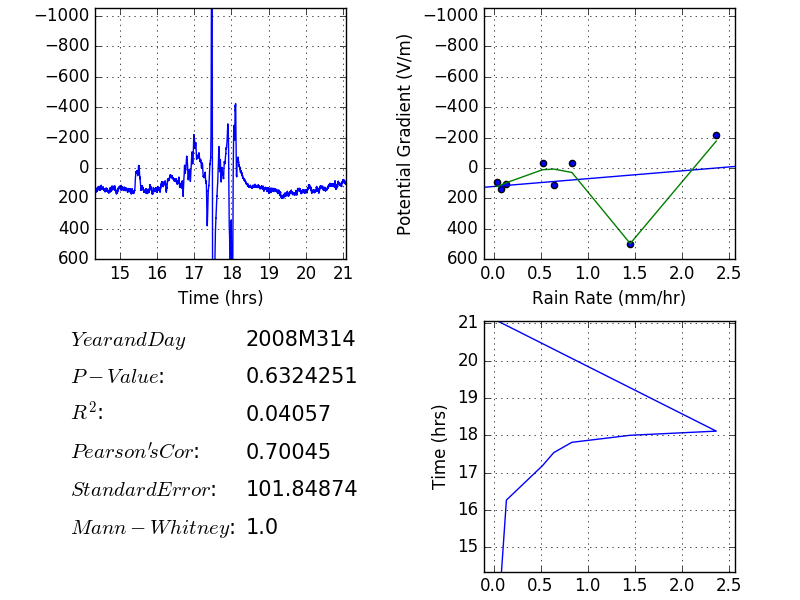 −1000
−800
−600
−400
−200
0
200
400
600
15 16 17 18 19 20 21
Time (hrs)
Potential Gradient (V/m)
−1000
−800
−600
−400
−200
0
200
400
600
0.0 0.5 1.0 1.5 2.0 2.5
Rain Rate (mm/hr)
YearandDay 2008M314
P − Value: 0.6324251
R²: 0.04057
Pearson'sCor: 0.70045
StandardError: 101.84874
Mann − Whitney: 1.0
Time (hrs)
21
20
19
18
17
16
15
0.0 0.5 1.0 1.5 2.0 2.5